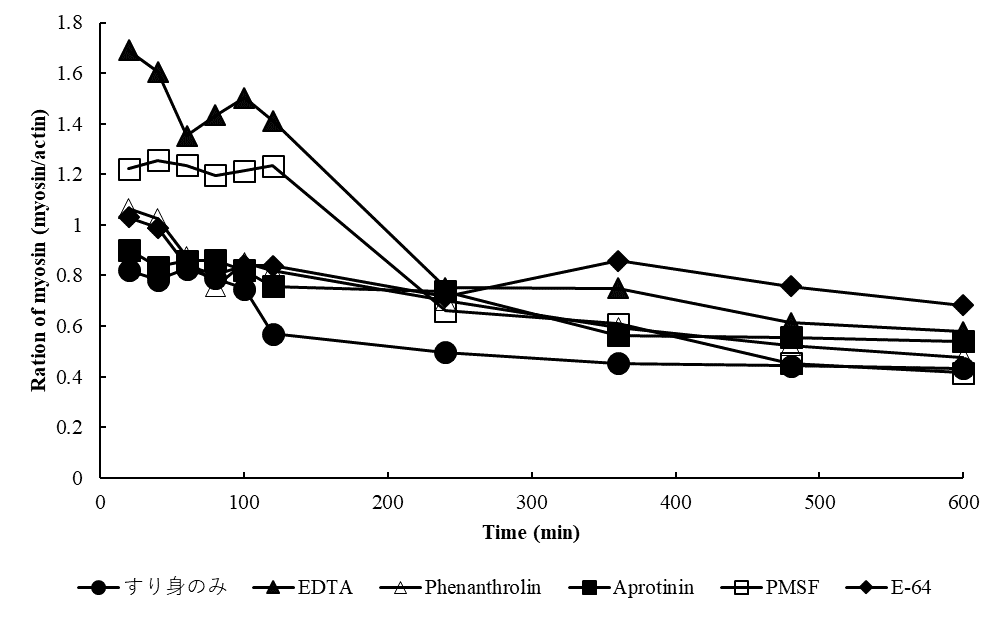 1.8
1.6
1.4
1.2
1
0.8
0.6
0.4
0.2
0
Ration of myosin (myosin/actin)
0 100 200 300 400 500 600
Time (min)
すり身のみ EDTA Phenanthrolin Aprotinin PMSF E-64